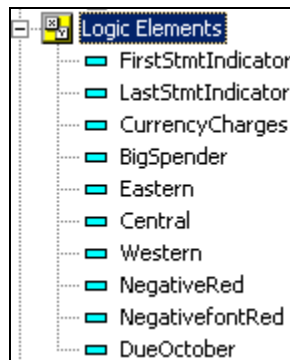 Logic Elements
FirstStmtIndicator
LastStmtIndicator
CurrencyCharges
BigSpender
Eastern
Central
Western
NegativeRed
NegativefontRed
DueOctober